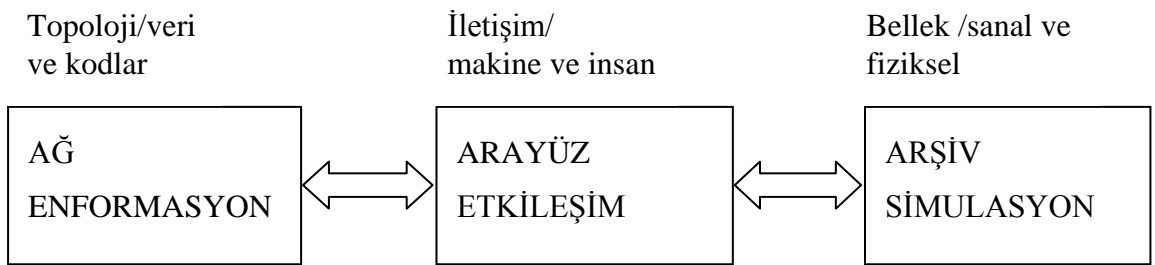 Topoloji/veri
ve kodlar
İletişim/
makine ve insan
Bellek /sanal ve
fiziksel
AĞ
ENFORMASYON
ARAYÜZ
ETKİLEŞİM
ARŞİV
SİMULASYON